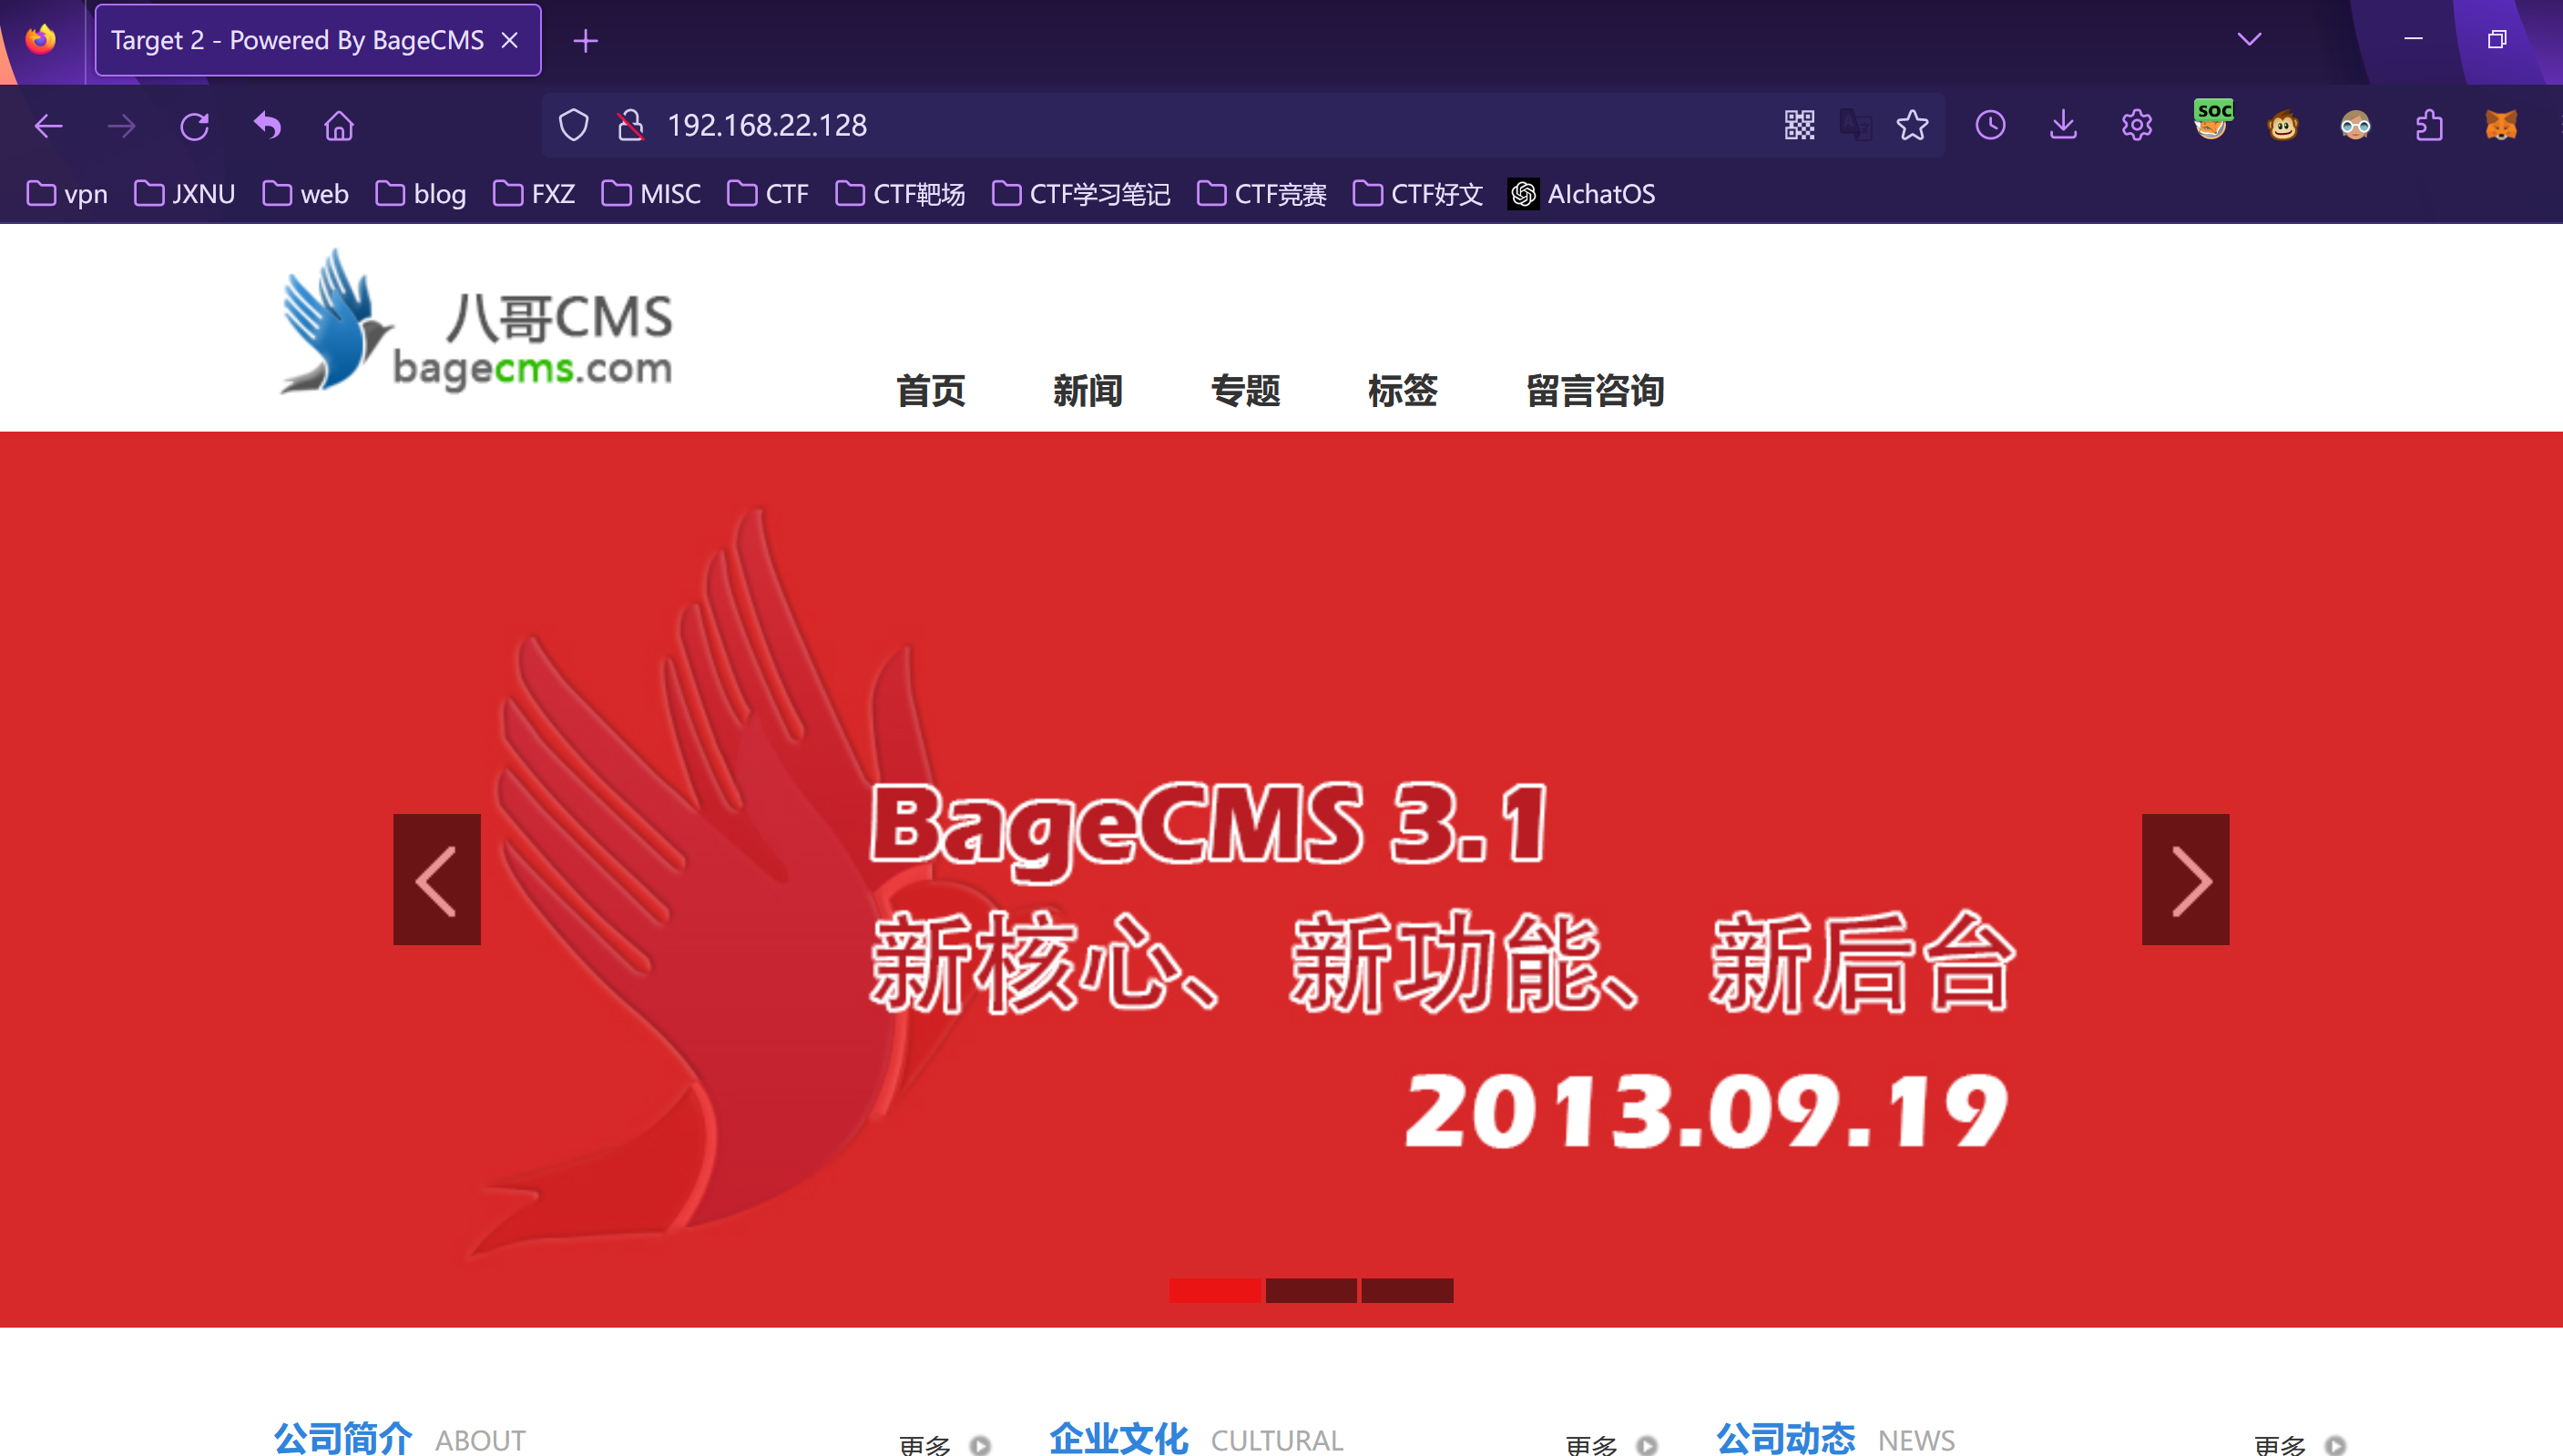 Target 2 - Powered By BageCMS
192.168.22.128
SOC
vpn JXNU web blog FXZ MISC CTF CTF靶场 CTF学习笔记 CTF竞赛 CTF好文 AIchatOS
八哥CMS
bagecms.com
首页 新闻 专题 标签 留言咨询
BageCMS 3.1
新核心、新功能、新后台
2013.09.19
公司简介 ABOUT 更多 企业文化 CULTURAL 更多 公司动态 NEWS 更多